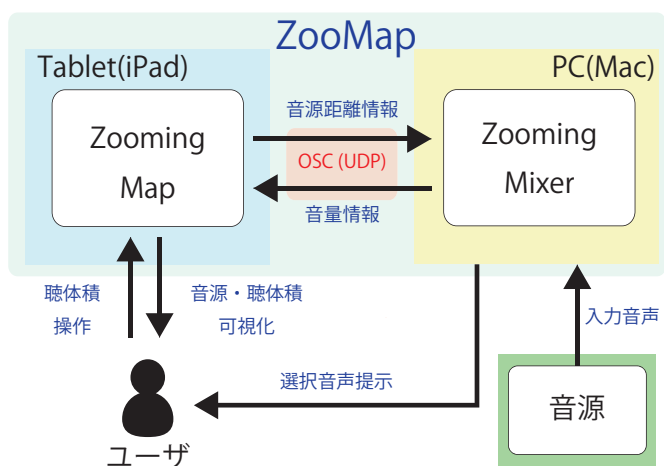 ZooMap
Tablet(iPad)
PC(Mac)
Zooming
Map
音源距離情報
OSC (UDP)
音量情報
Zooming
Mixer
聴体積
操作
音源・聴体積
可視化
入力音声
選択音声提示
音源
ユーザ